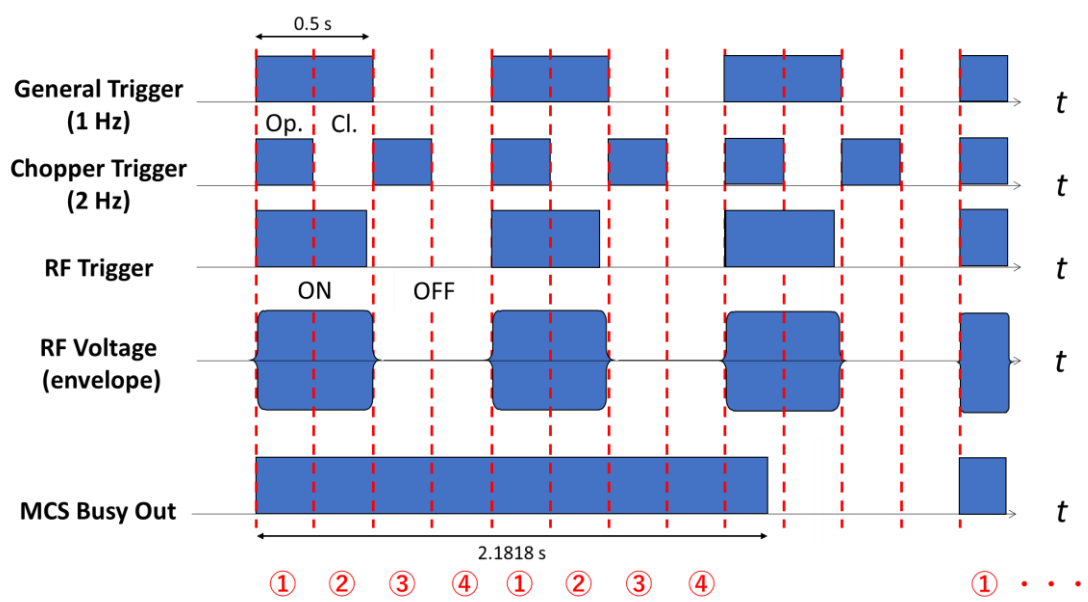 0.5 s
General Trigger
(1 Hz)
t
Op.
Cl.
Chopper Trigger
(2 Hz)
t
RF Trigger
t
ON
OFF
RF Voltage
(envelope)
t
MCS Busy Out
t
2.1818 s
① ② ③ ④ ① ② ③ ④ ① · · ·